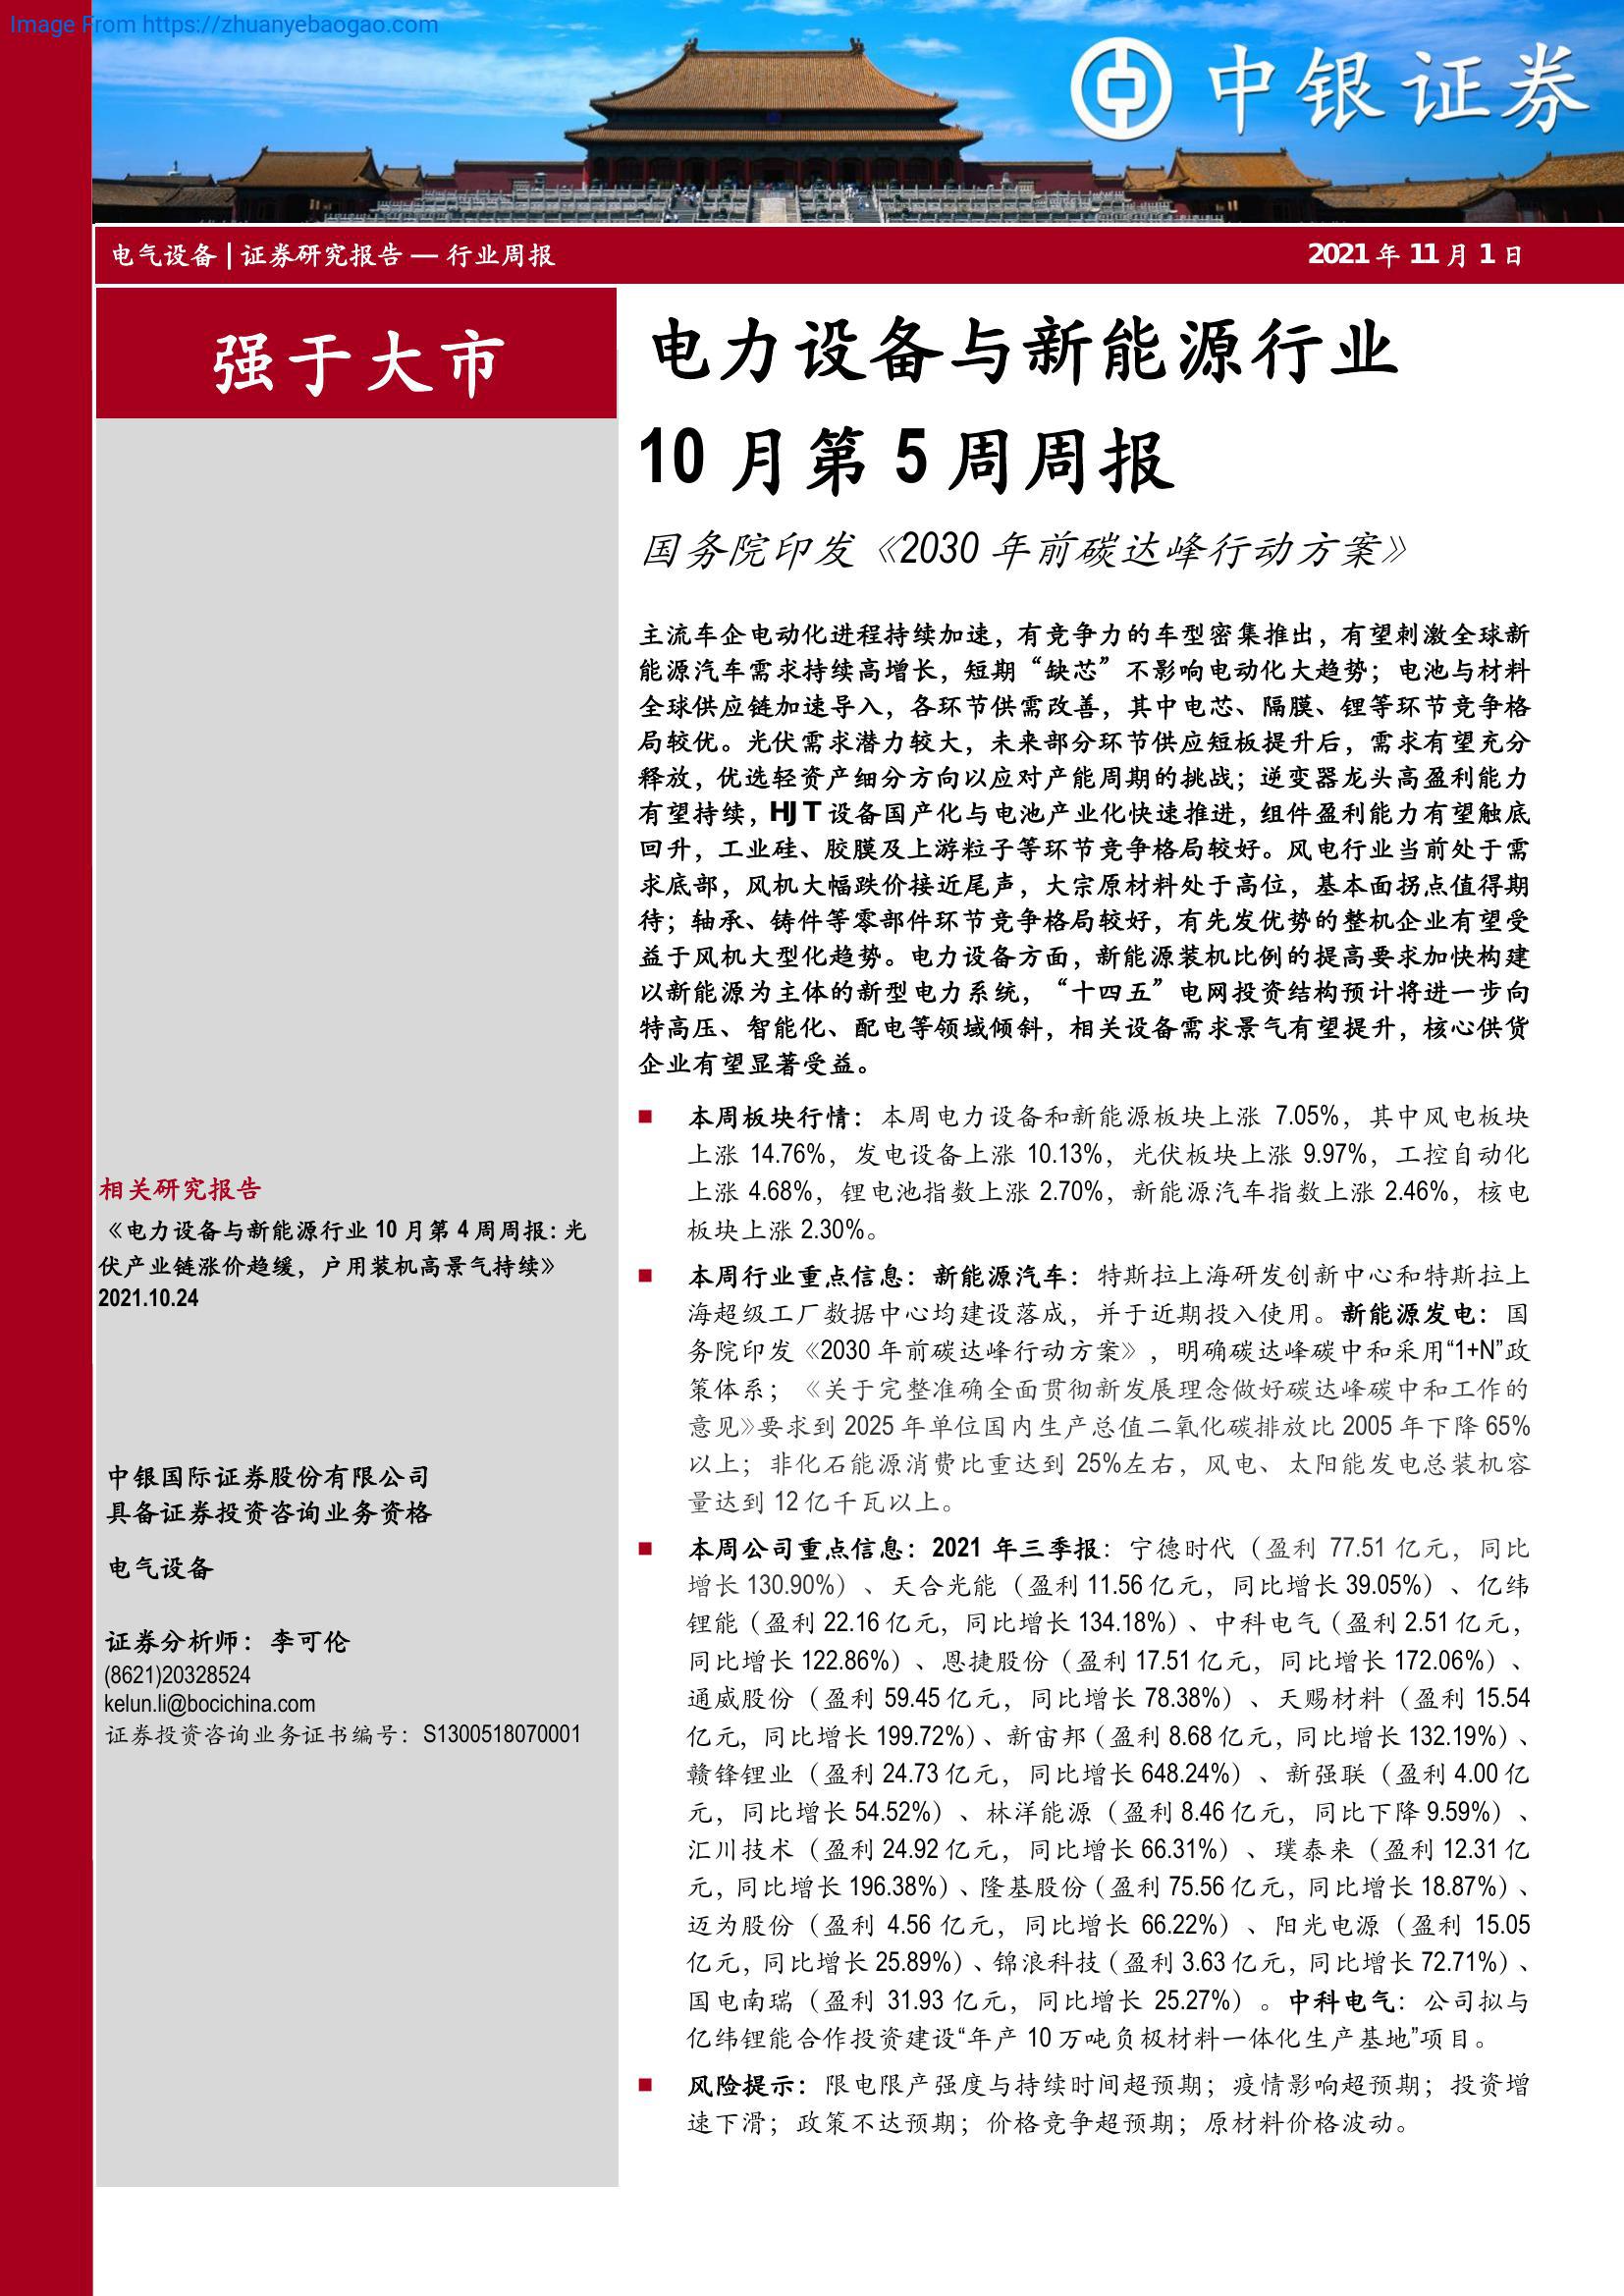 Image From https://zhuanyebaogao.com
中银证券
电气设备 | 证券研究报告 — 行业周报
2021 年 11 月 1 日
强于大市
电力设备与新能源行业
10 月第 5 周周报
国务院印发《2030 年前碳达峰行动方案》
主流车企电动化进程持续加速，有竞争力的车型密集推出，有望刺激全球新
能源汽车需求持续高增长，短期“缺芯”不影响电动化大趋势；电池与材料
全球供应链加速导入，各环节供需改善，其中电芯、隔膜、锂等环节竞争格
局较优。光伏需求潜力较大，未来部分环节供应短板提升后，需求有望充分
释放，优选轻资产细分方向以应对产能周期的挑战；逆变器龙头高盈利能力
有望持续，HJT 设备国产化与电池产业化快速推进，组件盈利能力有望触底
回升，工业硅、胶膜及上游粒子等环节竞争格局较好。风电行业当前处于需
求底部，风机大幅跌价接近尾声，大宗原材料处于高位，基本面拐点值得期
待；轴承、铸件等零部件环节竞争格局较好，有先发优势的整机企业有望受
益于风机大型化趋势。电力设备方面，新能源装机比例的提高要求加快构建
以新能源为主体的新型电力系统，“十四五”电网投资结构预计将进一步向
特高压、智能化、配电等领域倾斜，相关设备需求景气有望提升，核心供货
企业有望显著受益。
■ 本周板块行情：本周电力设备和新能源板块上涨 7.05%，其中风电板块
上涨 14.76%，发电设备上涨 10.13%，光伏板块上涨 9.97%，工控自动化
上涨 4.68%，锂电池指数上涨 2.70%，新能源汽车指数上涨 2.46%，核电
板块上涨 2.30%。
■ 本周行业重点信息：新能源汽车：特斯拉上海研发创新中心和特斯拉上
海超级工厂数据中心均建设落成，并于近期投入使用。新能源发电：国
务院印发《2030 年前碳达峰行动方案》，明确碳达峰碳中和采用“1+N”政
策体系；《关于完整准确全面贯彻新发展理念做好碳达峰碳中和工作的
意见》要求到 2025 年单位国内生产总值二氧化碳排放比 2005 年下降 65%
以上；非化石能源消费比重达到 25%左右，风电、太阳能发电总装机容
量达到 12 亿千瓦以上。
■ 本周公司重点信息：2021 年三季报：宁德时代（盈利 77.51 亿元，同比
增长 130.90%）、天合光能（盈利 11.56 亿元，同比增长 39.05%）、亿纬
锂能（盈利 22.16 亿元，同比增长 134.18%）、中科电气（盈利 2.51 亿元，
同比增长 122.86%）、恩捷股份（盈利 17.51 亿元，同比增长 172.06%）、
通威股份（盈利 59.45 亿元，同比增长 78.38%）、天赐材料（盈利 15.54
亿元，同比增长 199.72%）、新宙邦（盈利 8.68 亿元，同比增长 132.19%）、
赣锋锂业（盈利 24.73 亿元，同比增长 648.24%）、新强联（盈利 4.00 亿
元，同比增长 54.52%）、林洋能源（盈利 8.46 亿元，同比下降 9.59%）、
汇川技术（盈利 24.92 亿元，同比增长 66.31%）、璞泰来（盈利 12.31 亿
元，同比增长 196.38%）、隆基股份（盈利 75.56 亿元，同比增长 18.87%）、
迈为股份（盈利 4.56 亿元，同比增长 66.22%）、阳光电源（盈利 15.05
亿元，同比增长 25.89%）、锦浪科技（盈利 3.63 亿元，同比增长 72.71%）、
国电南瑞（盈利 31.93 亿元，同比增长 25.27%）。中科电气：公司拟与
亿纬锂能合作投资建设“年产 10 万吨负极材料一体化生产基地”项目。
■ 风险提示：限电限产强度与持续时间超预期；疫情影响超预期；投资增
速下滑；政策不达预期；价格竞争超预期；原材料价格波动。
相关研究报告
《电力设备与新能源行业 10 月第 4 周周报：光
伏产业链涨价趋缓，户用装机高景气持续》
2021.10.24
中银国际证券股份有限公司
具备证券投资咨询业务资格
电气设备
证券分析师：李可伦
(8621)20328524
kelun.li@bocichina.com
证券投资咨询业务证书编号：S1300518070001